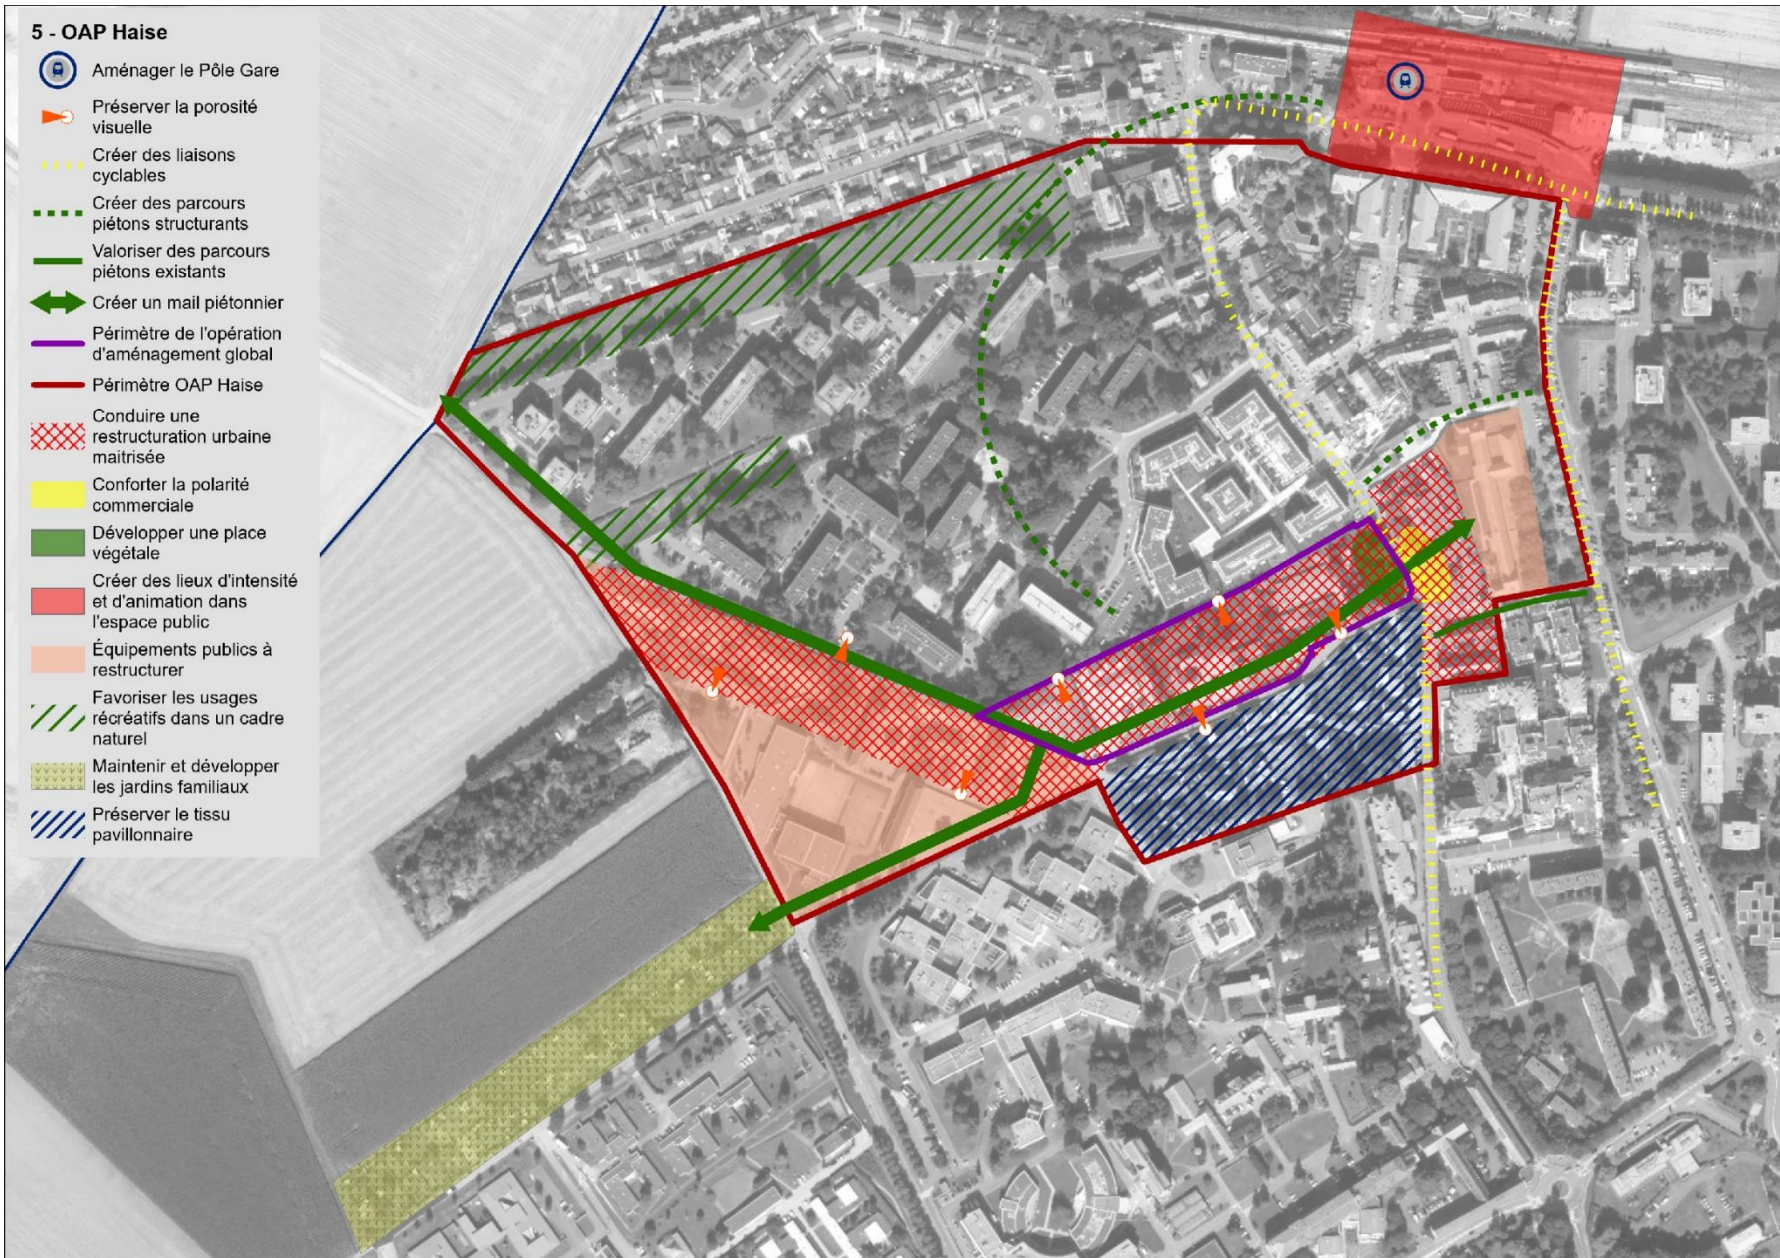 5 - OAP Haise
Aménager le Pôle Gare
Préserver la porosité
visuelle
Créer des liaisons
cyclables
Créer des parcours
piétons structurants
Valoriser des parcours
piétons existants
Créer un mail piétonnier
Périmètre de l'opération
d'aménagement global
Périmètre OAP Haise
Conduire une
restructuration urbaine
maitrisée
Conforter la polarité
commerciale
Développer une place
végétale
Créer des lieux d'intensité
et d'animation dans
l'espace public
Équipements publics à
restructurer
Favoriser les usages
récréatifs dans un cadre
naturel
Maintenir et développer
les jardins familiaux
Préserver le tissu
pavillonnaire